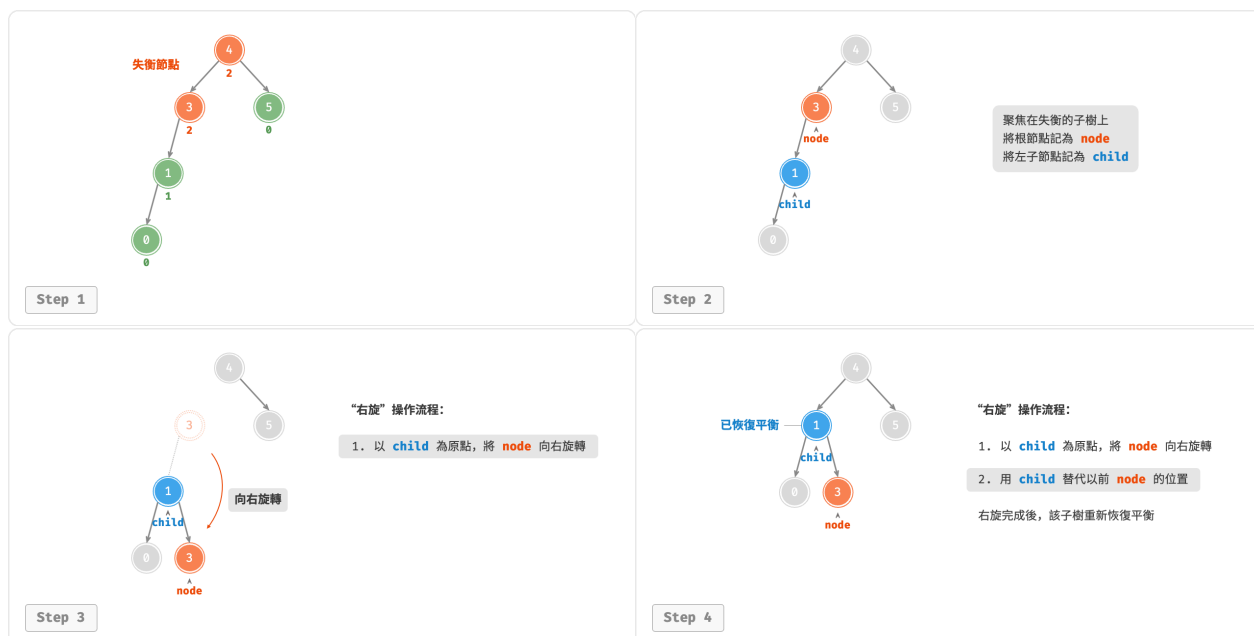 4
失衡節點
2
3
5
2
0
1
1
0
0
Step 1
4
3
5
node
聚焦在失衡的子樹上
將根節點記為 node
將左子節點記為 child
1
child
0
Step 2
4
3
5
“右旋”操作流程：
1. 以 child 為原點，將 node 向右旋轉
1
向右旋轉
child
0
3
node
Step 3
4
“右旋”操作流程：
已恢復平衡
1
5
1. 以 child 為原點，將 node 向右旋轉
child
2. 用 child 替代以前 node 的位置
0
3
node
右旋完成後，該子樹重新恢復平衡
Step 4